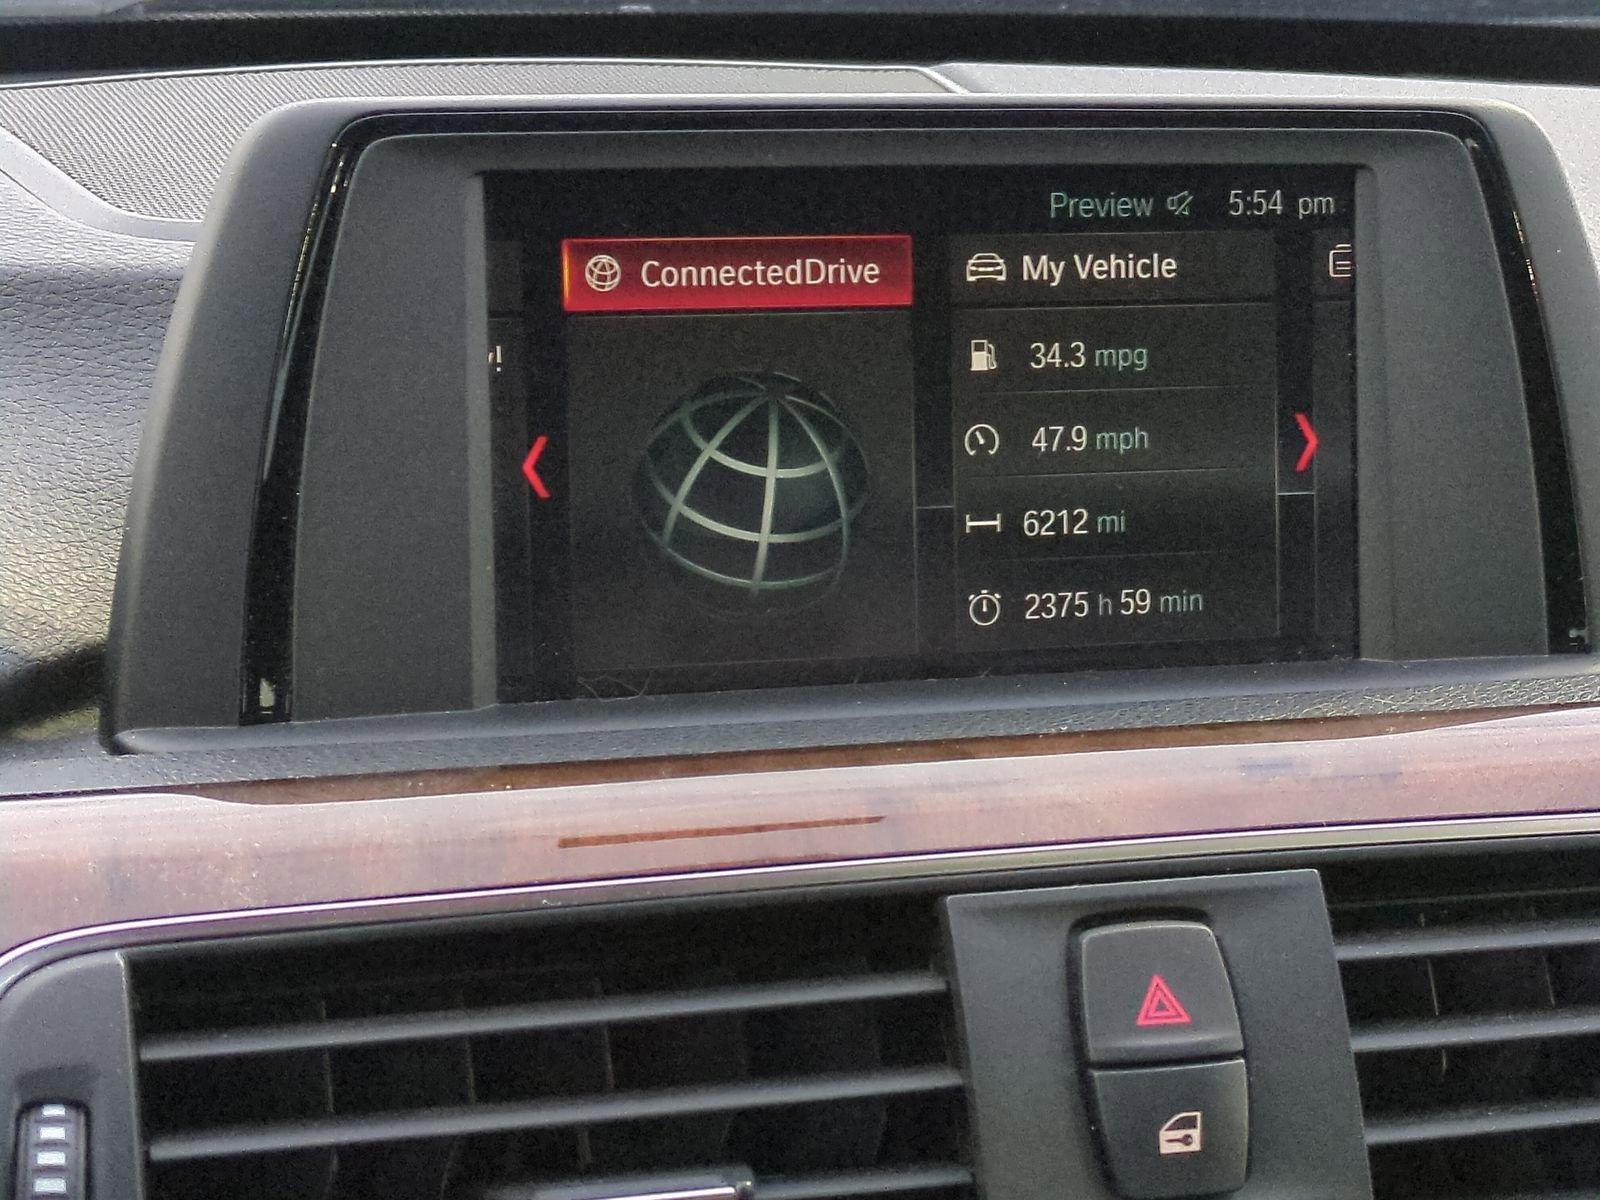 Preview 5:54 pm
ConnectedDrive
My Vehicle
34.3 mpg
47.9 mph
6212 mi
2375 h 59 min